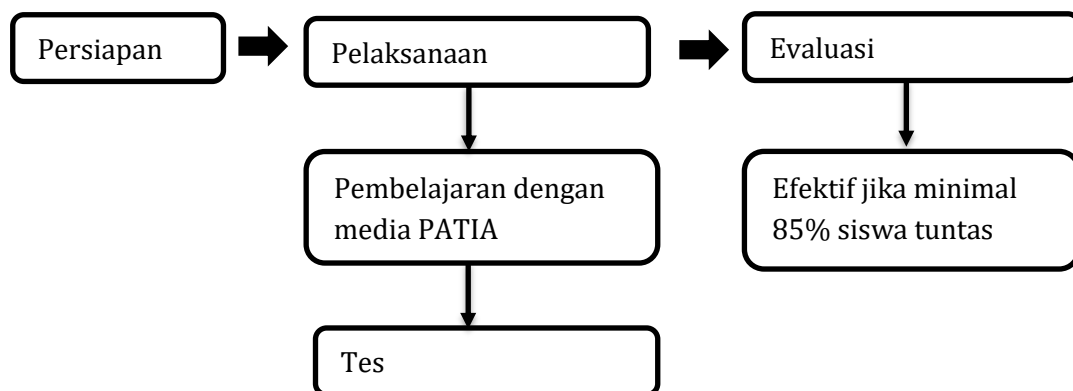 Persiapan
Pelaksanaan
Evaluasi
Pembelajaran dengan
media PATIA
Efektif jika minimal
85% siswa tuntas
Tes